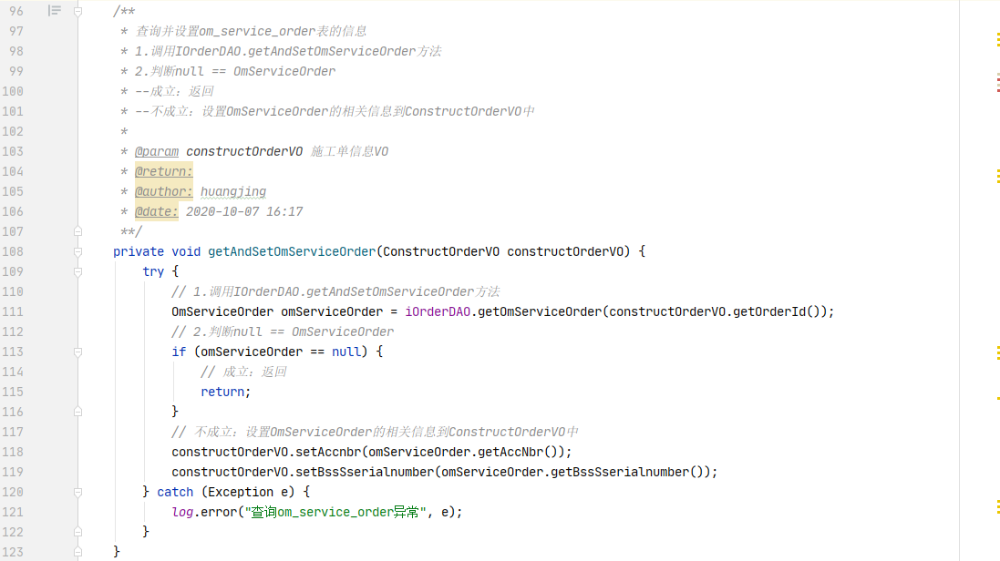 96 /**
97 * 查询并设置om_service_order表的信息
98 * 1.调用IOrderDAO.getAndSetOmServiceOrder方法
99 * 2.判断null == OmServiceOrder
100 * --成立：返回
101 * --不成立：设置OmServiceOrder的相关信息到ConstructOrderVO中
102 *
103 * @param constructOrderVO 施工单信息VO
104 * @return:
105 * @author: huangjing
106 * @date: 2020-10-07 16:17
107 **/
108 private void getAndSetOmServiceOrder(ConstructOrderVO constructOrderVO) {
109 try {
110 // 1.调用IOrderDAO.getAndSetOmServiceOrder方法
111 OmServiceOrder omServiceOrder = iOrderDAO.getOmServiceOrder(constructOrderVO.getOrderId());
112 // 2.判断null == OmServiceOrder
113 if (omServiceOrder == null) {
114 // 成立：返回
115 return;
116 }
117 // 不成立：设置OmServiceOrder的相关信息到ConstructOrderVO中
118 constructOrderVO.setAccnbr(omServiceOrder.getAccNbr());
119 constructOrderVO.setBssSserialnumber(omServiceOrder.getBssSserialnumber());
120 } catch (Exception e) {
121 log.error("查询om_service_order异常", e);
122 }
123 }